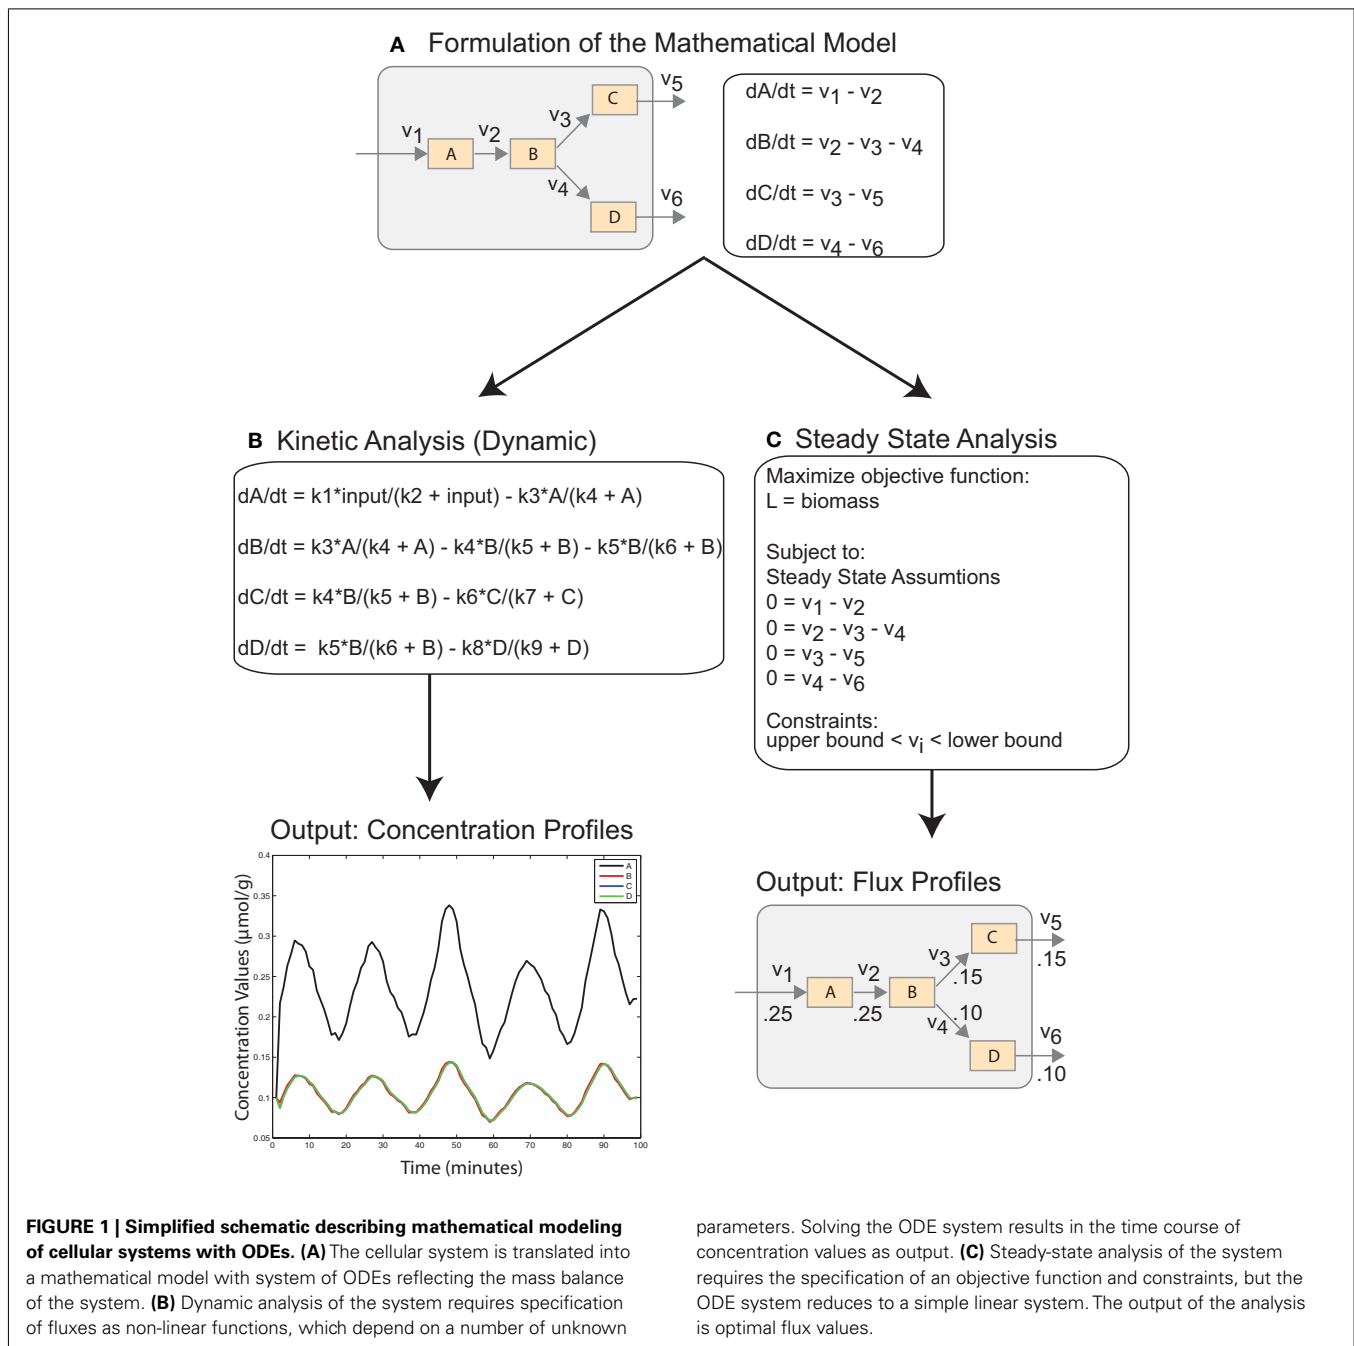 A Formulation of the Mathematical Model
v1
A
v2
B
v3
C
v5
v4
D
v6
dA/dt = v1 - v2
dB/dt = v2 - v3 - v4
dC/dt = v3 - v5
dD/dt = v4 - v6
B Kinetic Analysis (Dynamic)
dA/dt = k1*input/(k2 + input) - k3*A/(k4 + A)
dB/dt = k3*A/(k4 + A) - k4*B/(k5 + B) - k5*B/(k6 + B)
dC/dt = k4*B/(k5 + B) - k6*C/(k7 + C)
dD/dt = k5*B/(k6 + B) - k8*D/(k9 + D)
C Steady State Analysis
Maximize objective function:
L = biomass
Subject to:
Steady State Assumtions
0 = v1 - v2
0 = v2 - v3 - v4
0 = v3 - v5
0 = v4 - v6
Constraints:
upper bound < vi < lower bound
Output: Concentration Profiles
Concentration Values (μmol/g)
0.4
0.35
0.3
0.25
0.2
0.15
0.1
0.05
0 10 20 30 40 50 60 70 80 90 100
Time (minutes)
A
B
C
D
Output: Flux Profiles
v1
.25
A
v2
.25
B
v3
.15
C
v5
.15
v4
.10
D
v6
.10
FIGURE 1 | Simplified schematic describing mathematical modeling
of cellular systems with ODEs. (A) The cellular system is translated into
a mathematical model with system of ODEs reflecting the mass balance
of the system. (B) Dynamic analysis of the system requires specification
of fluxes as non-linear functions, which depend on a number of unknown
parameters. Solving the ODE system results in the time course of
concentration values as output. (C) Steady-state analysis of the system
requires the specification of an objective function and constraints, but the
ODE system reduces to a simple linear system. The output of the analysis
is optimal flux values.